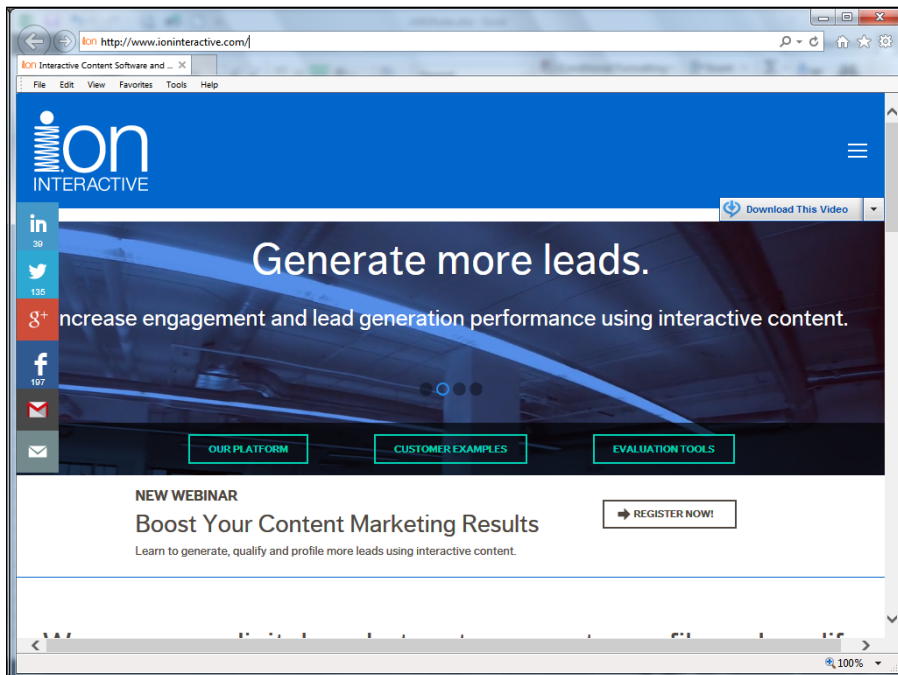 ion http://www.ioninteractive.com/
ion Interactive Content Software and ...
File Edit View Favorites Tools Help
ion
INTERACTIVE
Download This Video
in
39
135
g+
f
197
Generate more leads.
ncrease engagement and lead generation performance using interactive content.
OUR PLATFORM CUSTOMER EXAMPLES EVALUATION TOOLS
NEW WEBINAR
Boost Your Content Marketing Results
Learn to generate, qualify and profile more leads using interactive content.
REGISTER NOW!
100%